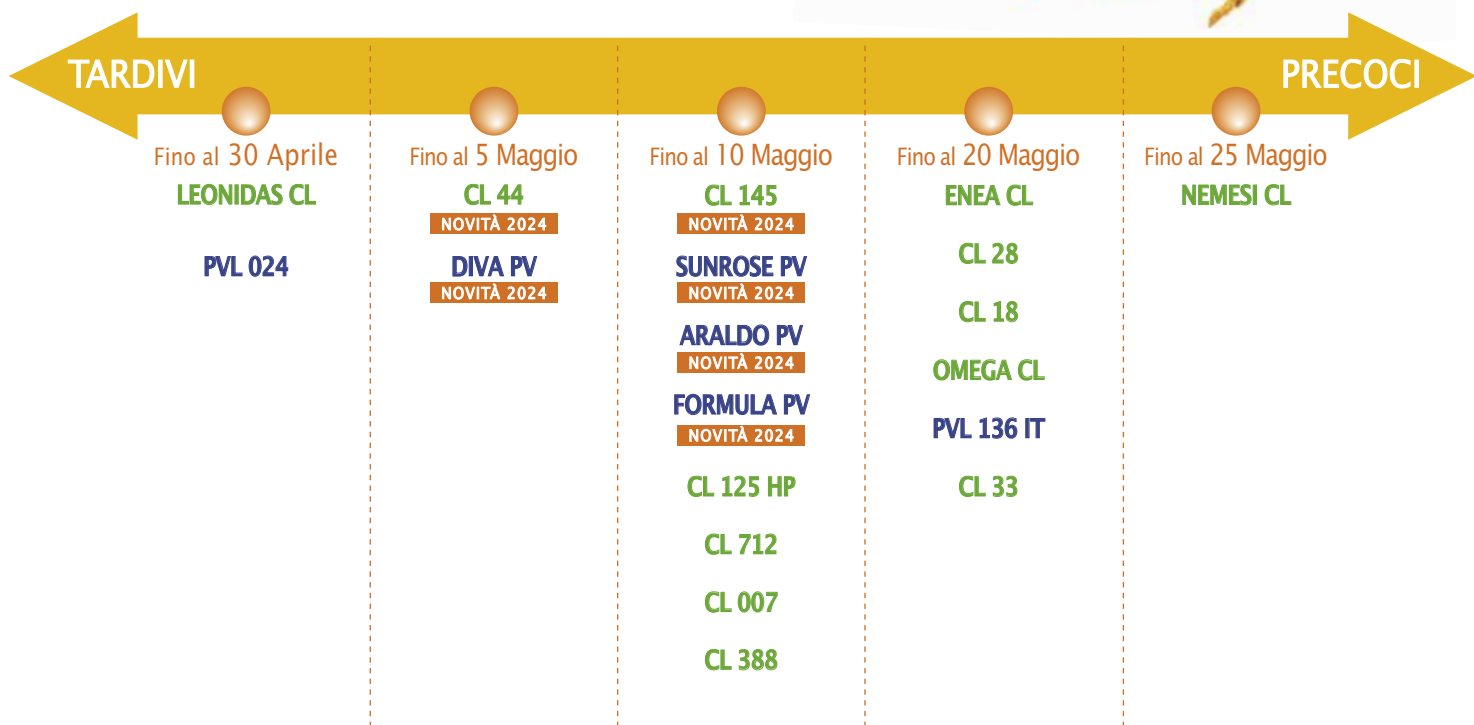 TARDIVI
PRECOCI
Fino al 30 Aprile
LEONIDAS CL
PVL 024
Fino al 5 Maggio
CL 44
NOVITÀ 2024
DIVA PV
NOVITÀ 2024
Fino al 10 Maggio
CL 145
NOVITÀ 2024
SUNROSE PV
NOVITÀ 2024
ARALDO PV
NOVITÀ 2024
FORMULA PV
NOVITÀ 2024
CL 125 HP
CL 712
CL 007
CL 388
Fino al 20 Maggio
ENEA CL
CL 28
CL 18
OMEGA CL
PVL 136 IT
CL 33
Fino al 25 Maggio
NEMESI CL